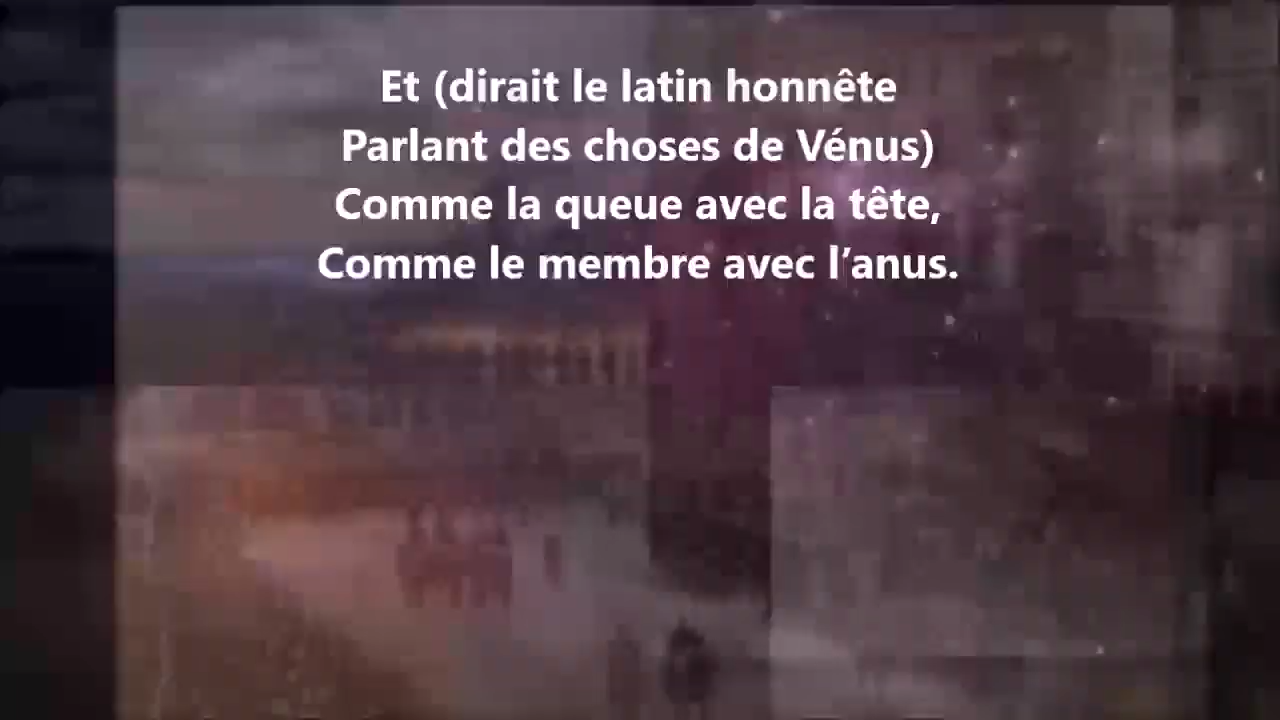 Et (dirait le latin honnête
Parlant des choses de Vénus)
Comme la queue avec la tête,
Comme le membre avec l’anus.